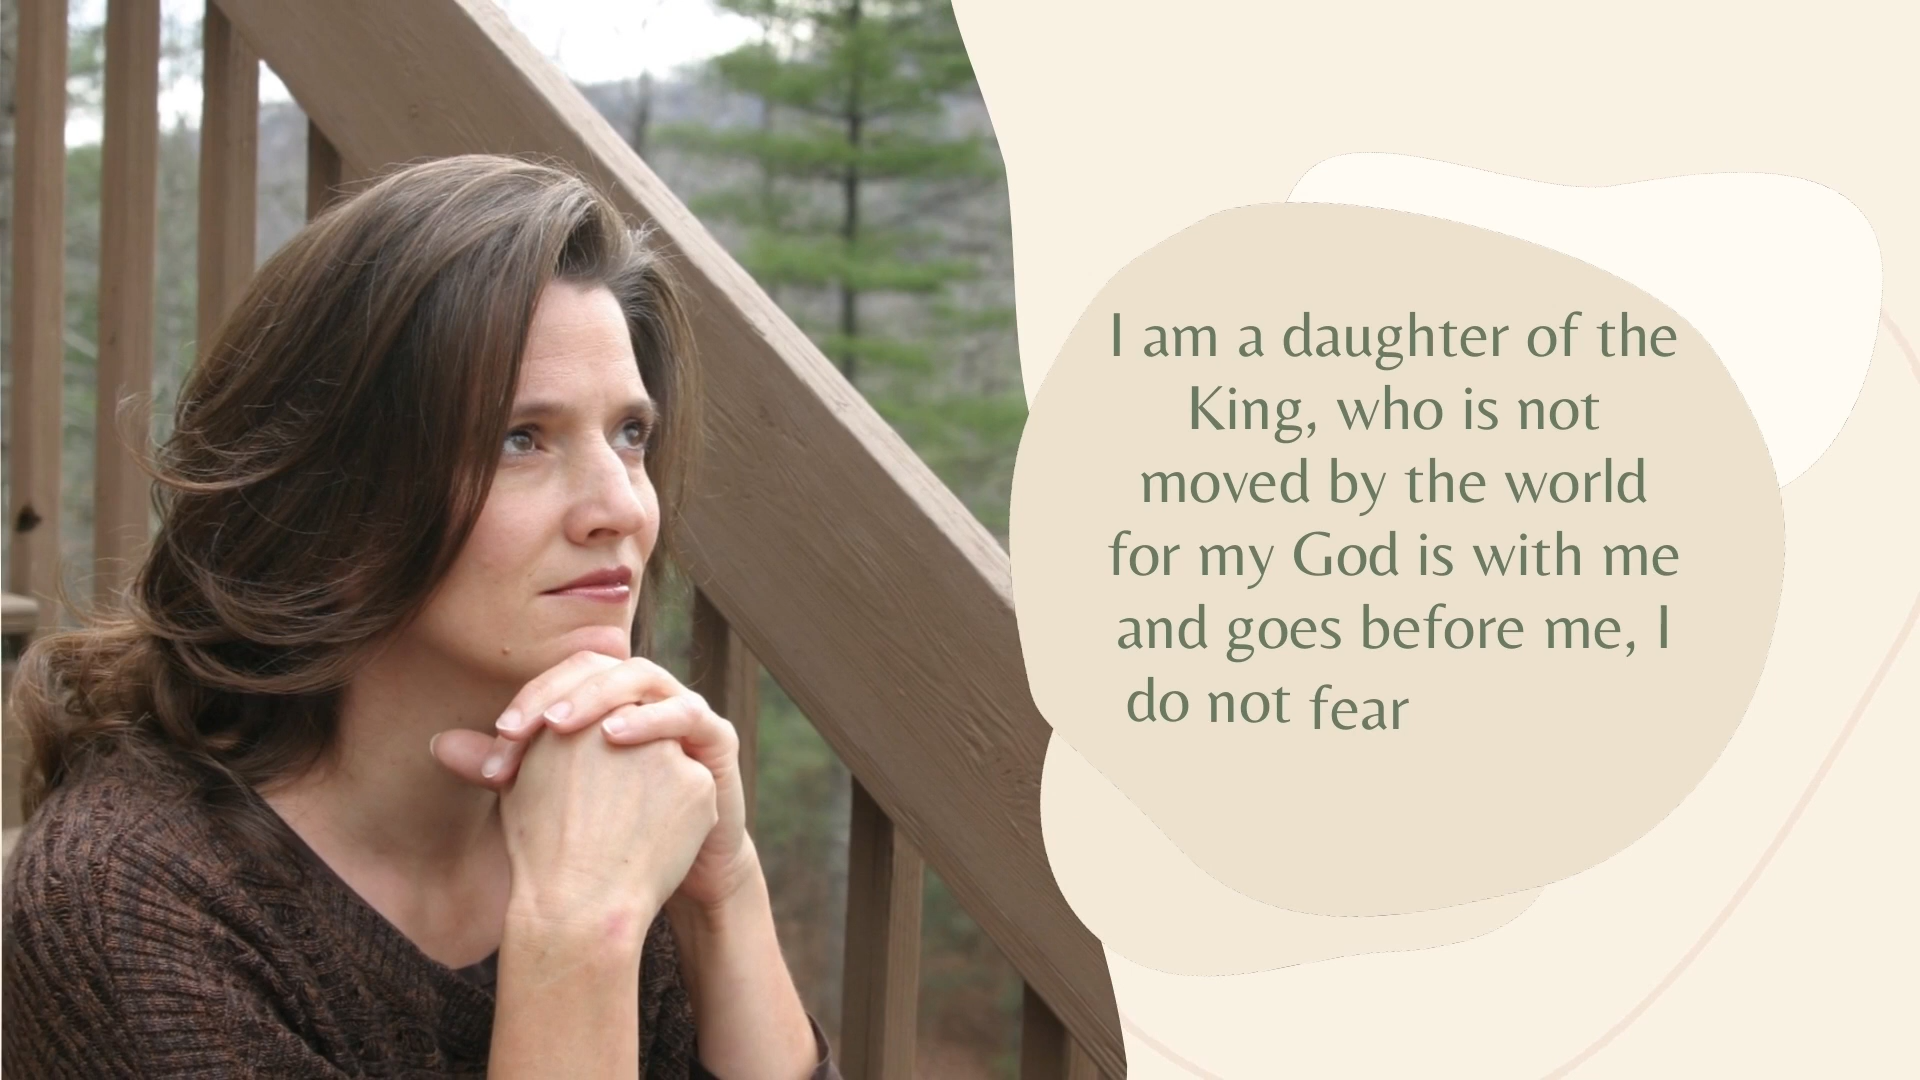 I am a daughter of the
King, who is not
moved by the world
for my God is with me
and goes before me, I
do not fear